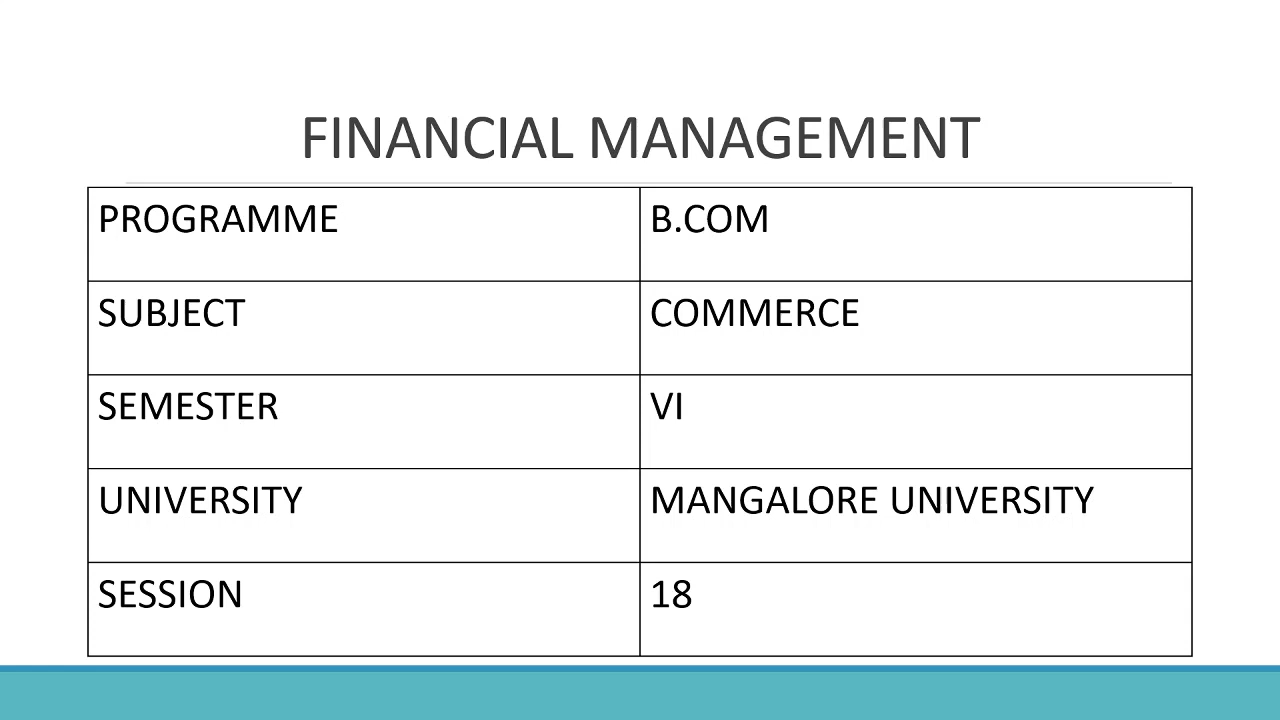 FINANCIAL MANAGEMENT
PROGRAMME B.COM
SUBJECT COMMERCE
SEMESTER VI
UNIVERSITY MANGALORE UNIVERSITY
SESSION 18